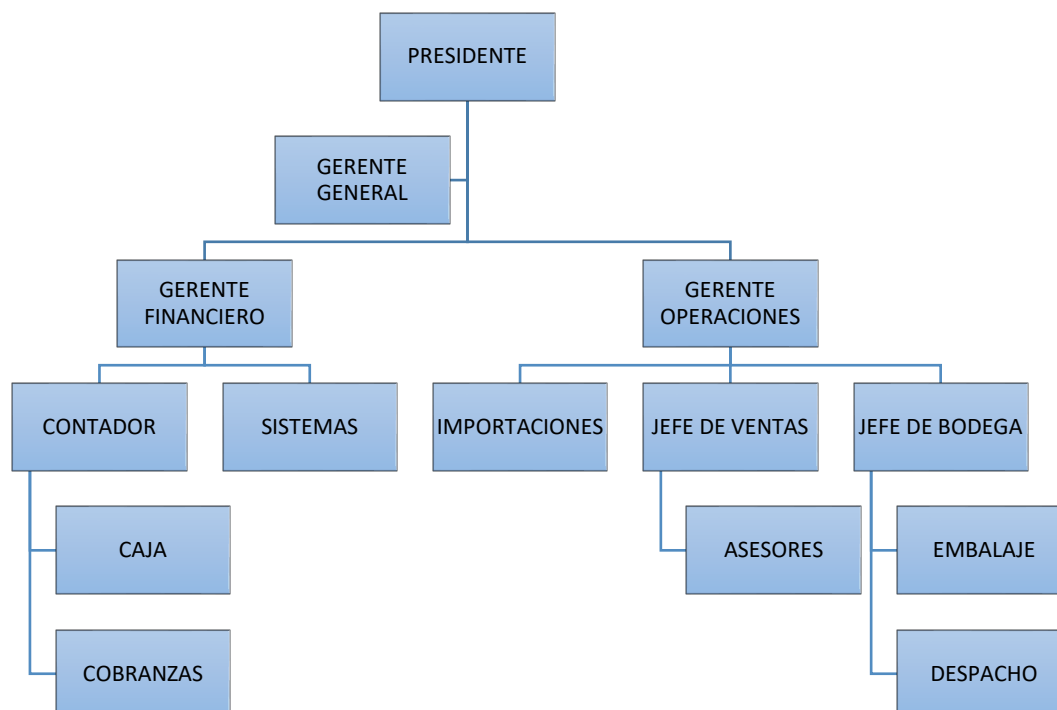 PRESIDENTE
GERENTE
GENERAL
GERENTE
FINANCIERO
GERENTE
OPERACIONES
CONTADOR
SISTEMAS
IMPORTACIONES
JEFE DE VENTAS
JEFE DE BODEGA
CAJA
ASESORES
EMBALAJE
COBRANZAS
DESPACHO